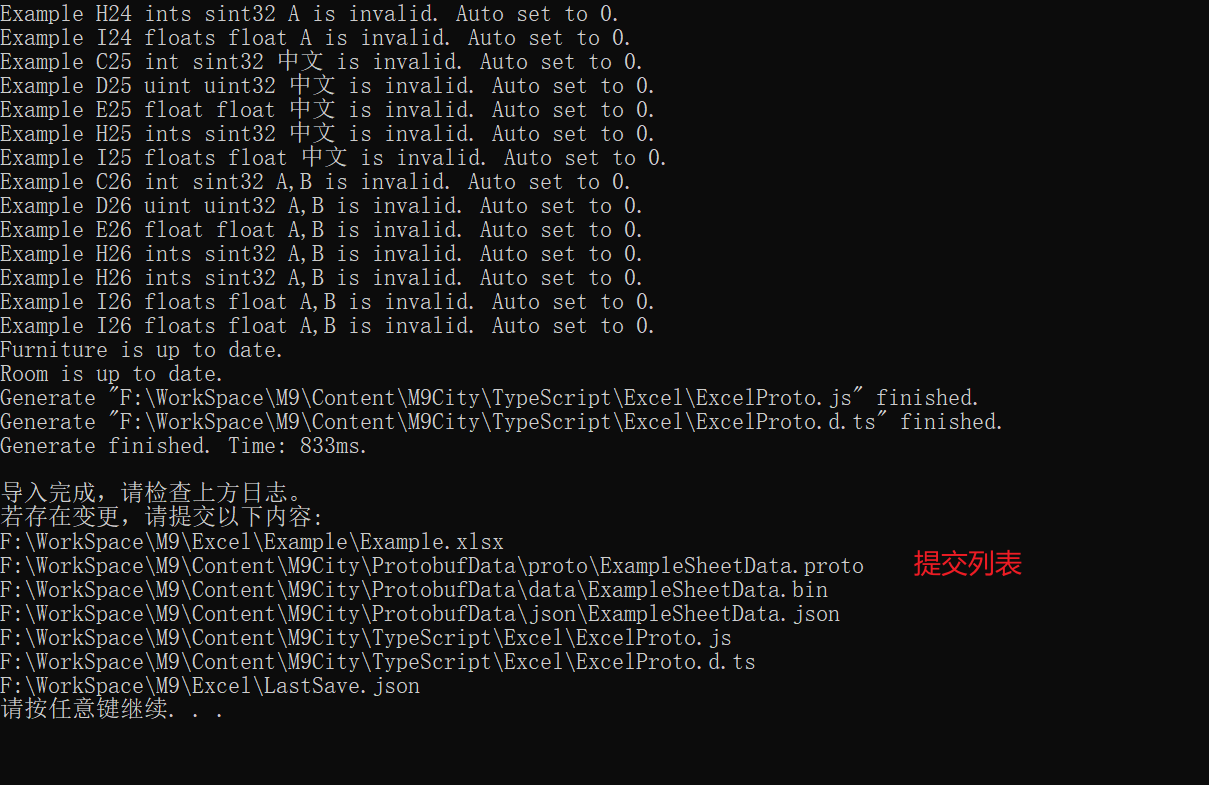 Example H24 ints sint32 A is invalid. Auto set to 0.
Example I24 floats float A is invalid. Auto set to 0.
Example C25 int sint32 中文 is invalid. Auto set to 0.
Example D25 uint uint32 中文 is invalid. Auto set to 0.
Example E25 float float 中文 is invalid. Auto set to 0.
Example H25 ints sint32 中文 is invalid. Auto set to 0.
Example I25 floats float 中文 is invalid. Auto set to 0.
Example C26 int sint32 A,B is invalid. Auto set to 0.
Example D26 uint uint32 A,B is invalid. Auto set to 0.
Example E26 float float A,B is invalid. Auto set to 0.
Example H26 ints sint32 A,B is invalid. Auto set to 0.
Example H26 ints sint32 A,B is invalid. Auto set to 0.
Example I26 floats float A,B is invalid. Auto set to 0.
Example I26 floats float A,B is invalid. Auto set to 0.
Furniture is up to date.
Room is up to date.
Generate "F:\WorkSpace\M9\Content\M9City\TypeScript\Excel\ExcelProto.js" finished.
Generate "F:\WorkSpace\M9\Content\M9City\TypeScript\Excel\ExcelProto.d.ts" finished.
Generate finished. Time: 833ms.
导入完成，请检查上方日志。
若存在变更，请提交以下内容:
F:\WorkSpace\M9\Excel\Example\Example.xlsx
F:\WorkSpace\M9\Content\M9City\ProtobufData\proto\ExampleSheetData.proto
提交列表
F:\WorkSpace\M9\Content\M9City\ProtobufData\data\ExampleSheetData.bin
F:\WorkSpace\M9\Content\M9City\ProtobufData\json\ExampleSheetData.json
F:\WorkSpace\M9\Content\M9City\TypeScript\Excel\ExcelProto.js
F:\WorkSpace\M9\Content\M9City\TypeScript\Excel\ExcelProto.d.ts
F:\WorkSpace\M9\Excel\LastSave.json
请按任意键继续. . .